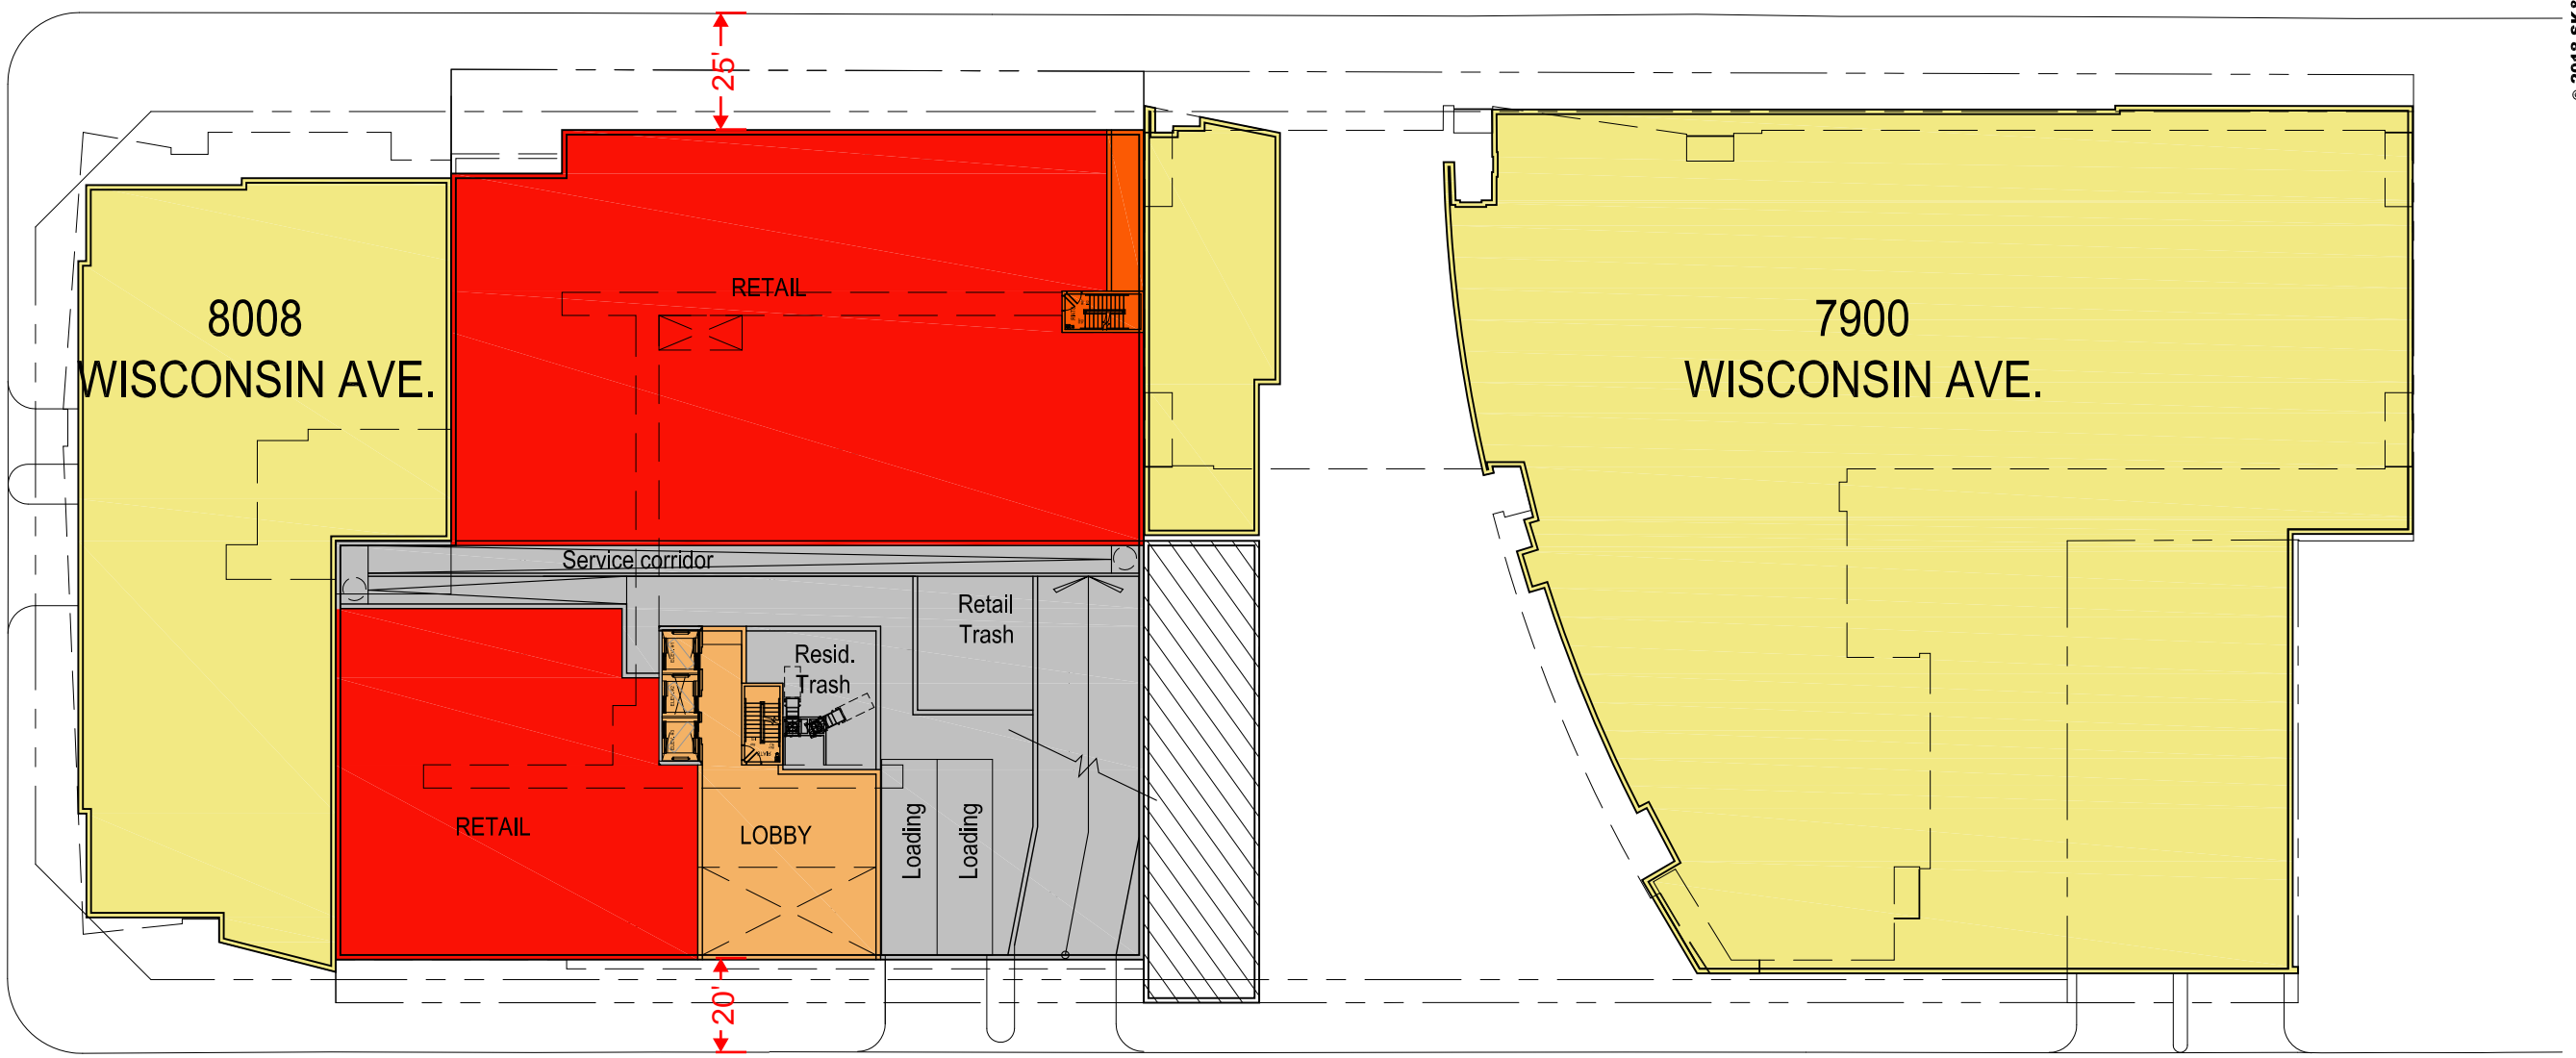 25'
RETAIL
8008
WISCONSIN AVE.
7900
WISCONSIN AVE.
Service corridor
Retail
Trash
Resid.
Trash
RETAIL
LOBBY
Loading
Loading
20'